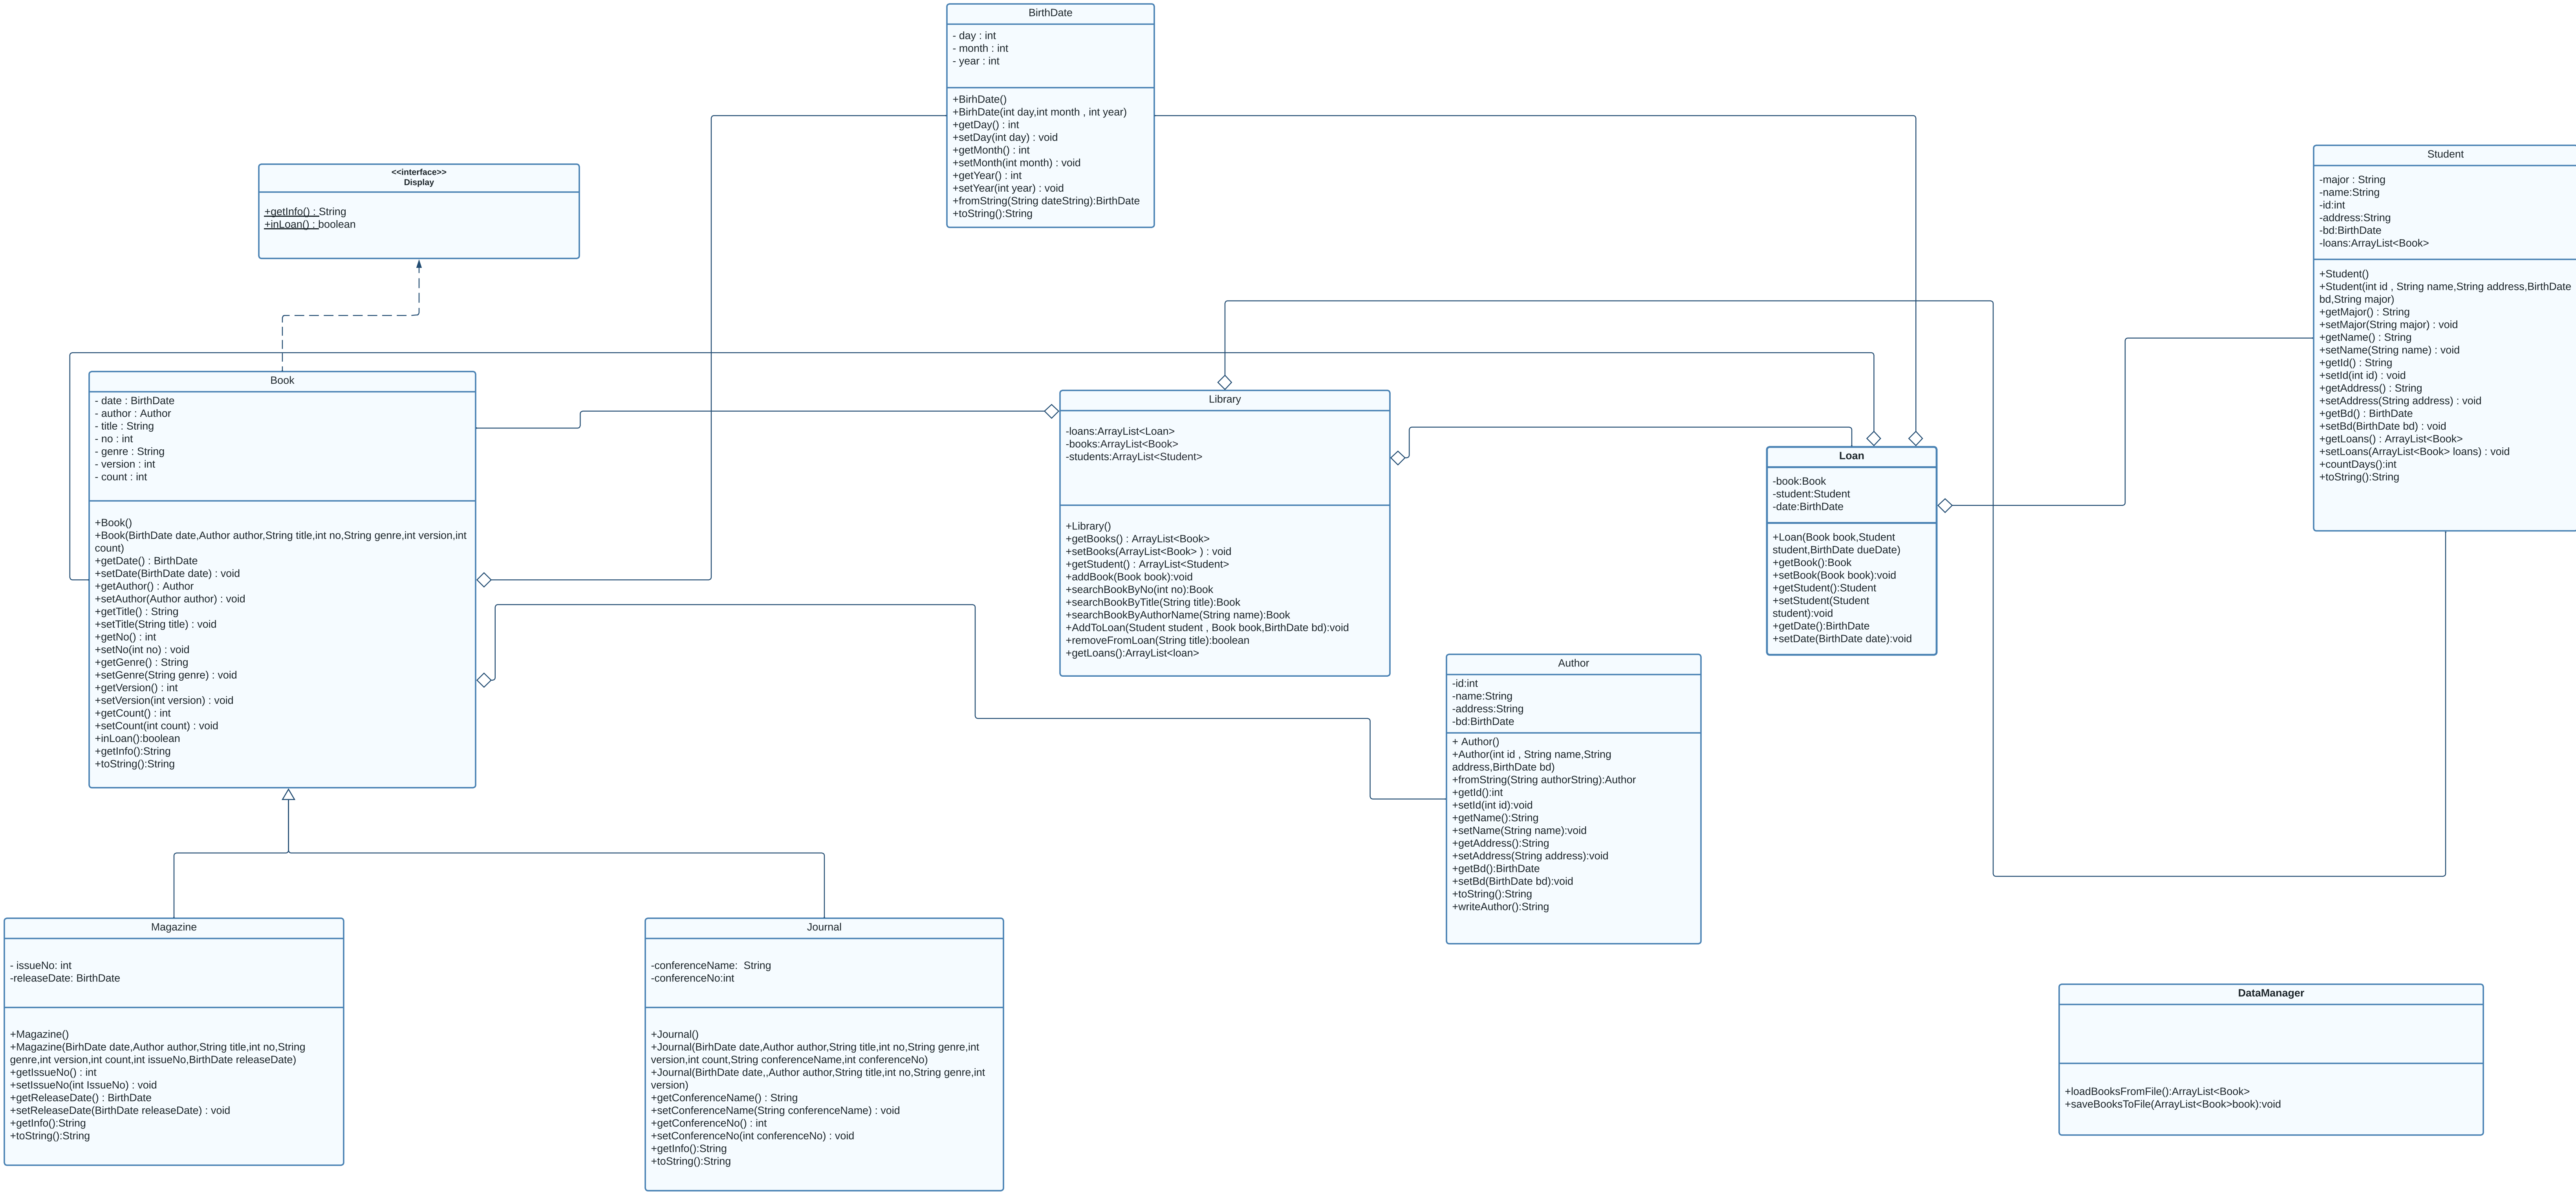 BirthDate
- day : int
- month : int
- year : int
+BirhDate()
+BirhDate(int day,int month , int year)
+getDay() : int
+setDay(int day) : void
+getMonth() : int
+setMonth(int month) : void
+getYear() : int
+setYear(int year) : void
+fromString(String dateString):BirthDate
+toString():String
<<interface>>
Display
+getInfo() : String
+inLoan() : boolean
Student
-major : String
-name:String
-id:int
-address:String
-bd:BirthDate
-loans:ArrayList<Book>
+Student()
+Student(int id , String name,String address,BirthDate
bd,String major)
+getMajor() : String
+setMajor(String major) : void
+getName() : String
+setName(String name) : void
+getId() : String
+setId(int id) : void
+getAddress() : String
+setAddress(String address) : void
+getBd() : BirthDate
+setBd(BirthDate bd) : void
+getLoans() : ArrayList<Book>
+setLoans(ArrayList<Book> loans) : void
+countDays():int
+toString():String
Book
- date : BirthDate
- author : Author
- title : String
- no : int
- genre : String
- version : int
- count : int
+Book()
+Book(BirthDate date,Author author,String title,int no,String genre,int version,int
count)
+getDate() : BirthDate
+setDate(BirthDate date) : void
+getAuthor() : Author
+setAuthor(Author author) : void
+getTitle() : String
+setTitle(String title) : void
+getNo() : int
+setNo(int no) : void
+getGenre() : String
+setGenre(String genre) : void
+getVersion() : int
+setVersion(int version) : void
+getCount() : int
+setCount(int count) : void
+inLoan():boolean
+getInfo():String
+toString():String
Library
-loans:ArrayList<Loan>
-books:ArrayList<Book>
-students:ArrayList<Student>
+Library()
+getBooks() : ArrayList<Book>
+setBooks(ArrayList<Book> ) : void
+getStudent() : ArrayList<Student>
+addBook(Book book):void
+searchBookByNo(int no):Book
+searchBookByTitle(String title):Book
+searchBookByAuthorName(String name):Book
+AddToLoan(Student student , Book book,BirthDate bd):void
+removeFromLoan(String title):boolean
+getLoans():ArrayList<loan>
Loan
-book:Book
-student:Student
-date:BirthDate
+Loan(Book book,Student
student,BirthDate dueDate)
+getBook():Book
+setBook(Book book):void
+getStudent():Student
+setStudent(Student
student):void
+getDate():BirthDate
+setDate(BirthDate date):void
Author
-id:int
-name:String
-address:String
-bd:BirthDate
+ Author()
+Author(int id , String name,String
address,BirthDate bd)
+fromString(String authorString):Author
+getId():int
+setId(int id):void
+getName():String
+setName(String name):void
+getAddress():String
+setAddress(String address):void
+getBd():BirthDate
+setBd(BirthDate bd):void
+toString():String
+writeAuthor():String
Magazine
- issueNo: int
-releaseDate: BirthDate
+Magazine()
+Magazine(BirhDate date,Author author,String title,int no,String
genre,int version,int count,int issueNo,BirthDate releaseDate)
+getIssueNo() : int
+setIssueNo(int IssueNo) : void
+getReleaseDate() : BirthDate
+setReleaseDate(BirthDate releaseDate) : void
+getInfo():String
+toString():String
Journal
-conferenceName:  String
-conferenceNo:int
+Journal()
+Journal(BirhDate date,Author author,String title,int no,String genre,int
version,int count,String conferenceName,int conferenceNo)
+Journal(BirthDate date,,Author author,String title,int no,String genre,int
version)
+getConferenceName() : String
+setConferenceName(String conferenceName) : void
+getConferenceNo() : int
+setConferenceNo(int conferenceNo) : void
+getInfo():String
+toString():String
DataManager
+loadBooksFromFile():ArrayList<Book>
+saveBooksToFile(ArrayList<Book>book):void